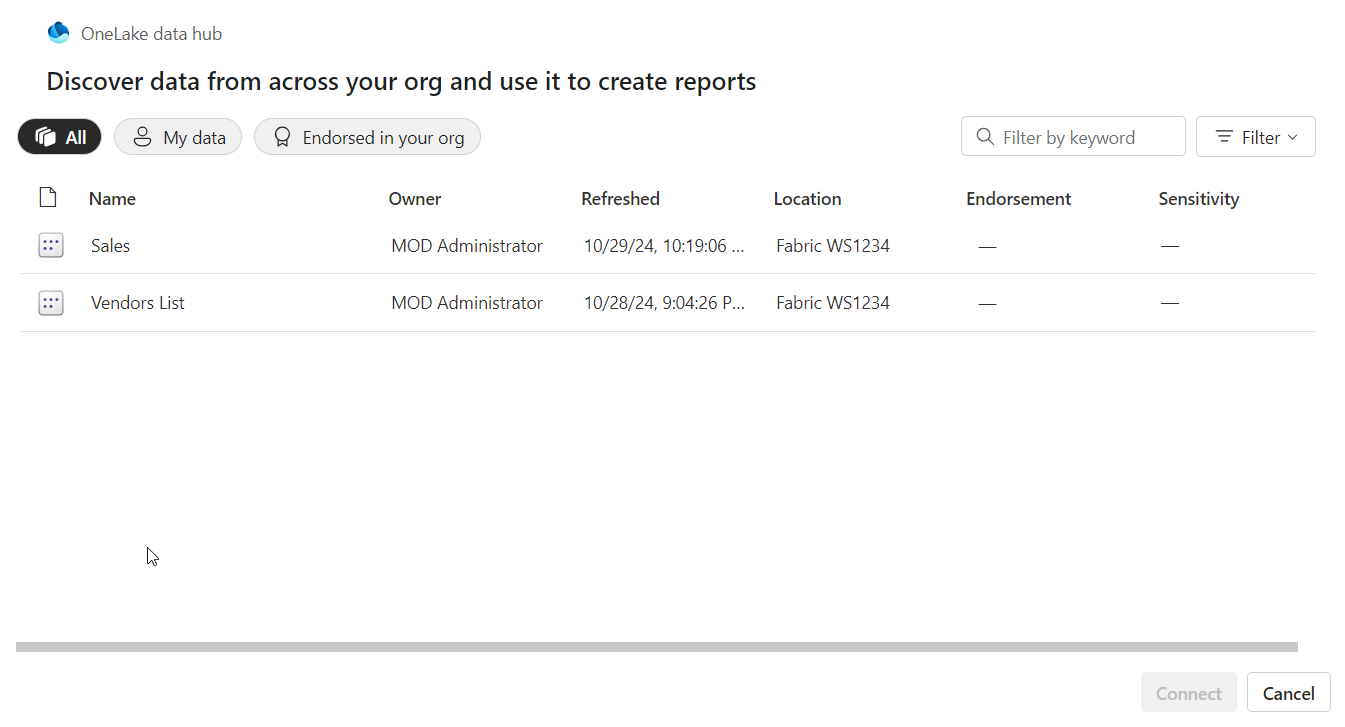 OneLake data hub
Discover data from across your org and use it to create reports
All My data Endorsed in your org Filter by keyword Filter
Name Owner Refreshed Location Endorsement Sensitivity
Sales MOD Administrator 10/29/24, 10:19:06 ... Fabric WS1234 — —
Vendors List MOD Administrator 10/28/24, 9:04:26 P... Fabric WS1234 — —
Connect Cancel